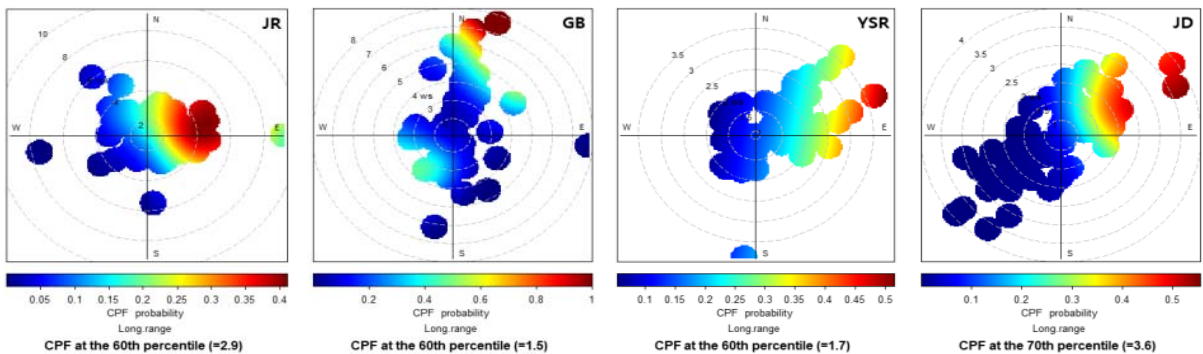 JR
N
10
8
4
2
W
E
S
0.05 0.1 0.15 0.2 0.25 0.3 0.35 0.4
CPF probability
Long.range
CPF at the 60th percentile (=2.9)
GB
N
8
7
6
5
4 ws
3
W
E
S
0.2 0.4 0.6 0.8 1
CPF probability
Long.range
CPF at the 60th percentile (=1.5)
YSR
N
3.5
3
2.5
W
E
S
0.1 0.15 0.2 0.25 0.3 0.35 0.4 0.45 0.5
CPF probability
Long.range
CPF at the 60th percentile (=1.7)
JD
N
4
3.5
3
2.5
W
E
S
0.1 0.2 0.3 0.4 0.5
CPF probability
Long.range
CPF at the 70th percentile (=3.6)